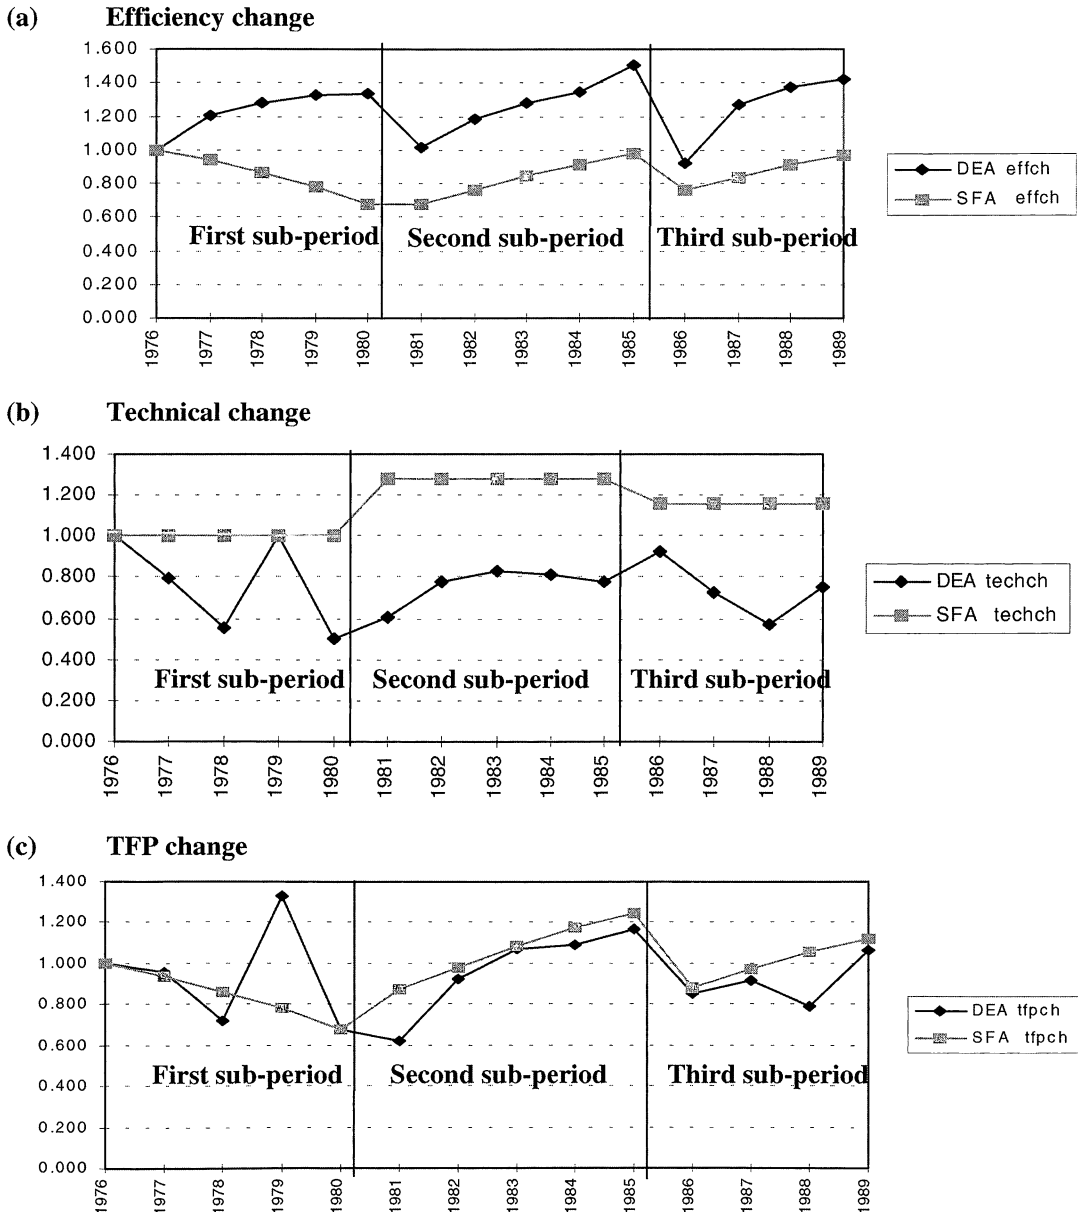 (a) Efficiency change
1.600
1.400
1.200
1.000
0.800
0.600
0.400
0.200
0.000
First sub-period Second sub-period Third sub-period
1976 1977 1978 1979 1980 1981 1982 1983 1984 1985 1986 1987 1988 1989
DEA effch
SFA effch
(b) Technical change
1.400
1.200
1.000
0.800
0.600
0.400
0.200
0.000
First sub-period Second sub-period Third sub-period
1976 1977 1978 1979 1980 1981 1982 1983 1984 1985 1986 1987 1988 1989
DEA techch
SFA techch
(c) TFP change
1.400
1.200
1.000
0.800
0.600
0.400
0.200
0.000
First sub-period Second sub-period Third sub-period
1976 1977 1978 1979 1980 1981 1982 1983 1984 1985 1986 1987 1988 1989
DEA tfpch
SFA tfpch